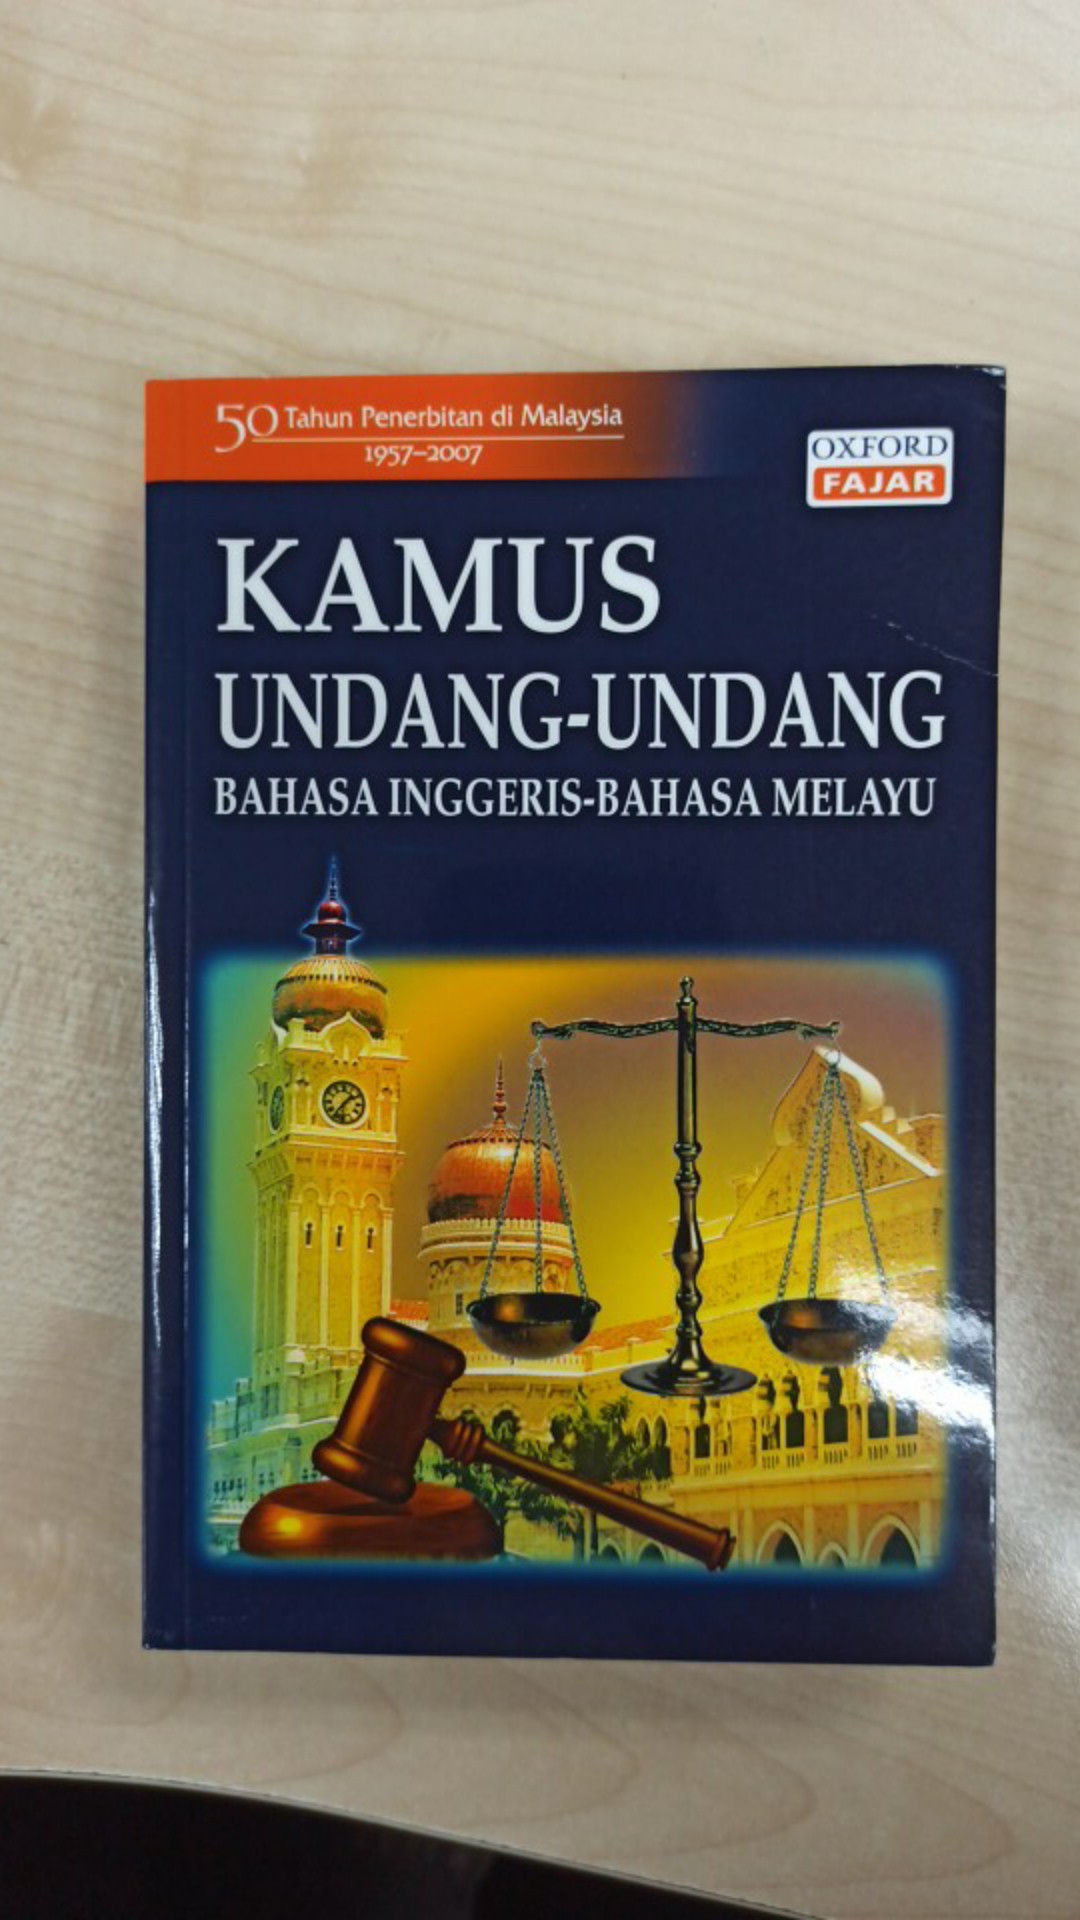 50 Tahun Penerbitan di Malaysia
1957–2007
OXFORD
FAJAR
KAMUS
UNDANG-UNDANG
BAHASA INGGERIS-BAHASA MELAYU